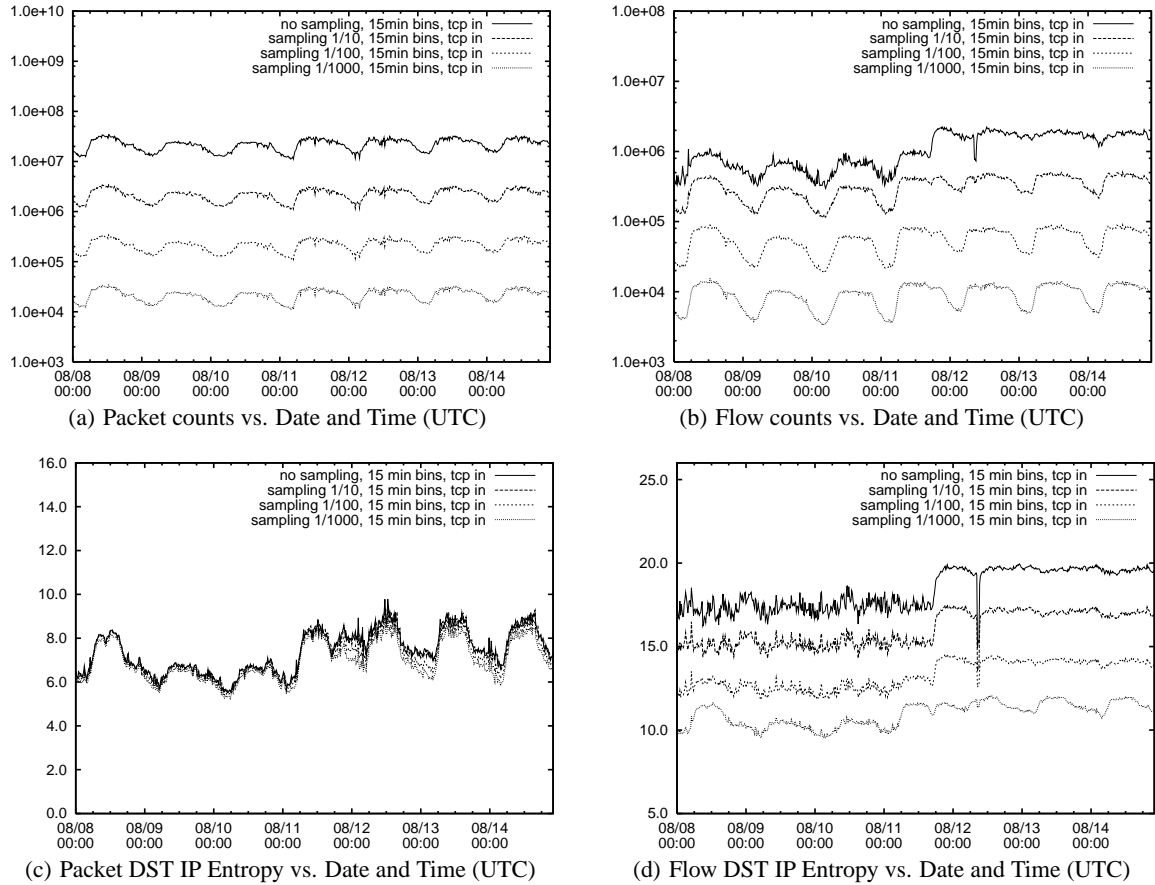 1.0e+10
1.0e+09
1.0e+08
1.0e+07
1.0e+06
1.0e+05
1.0e+04
1.0e+03
no sampling, 15min bins, tcp in
sampling 1/10, 15min bins, tcp in
sampling 1/100, 15min bins, tcp in
sampling 1/1000, 15min bins, tcp in
08/08 08/09 08/10 08/11 08/12 08/13 08/14
00:00 00:00 00:00 00:00 00:00 00:00 00:00
(a) Packet counts vs. Date and Time (UTC)
1.0e+08
1.0e+07
1.0e+06
1.0e+05
1.0e+04
1.0e+03
no sampling, 15min bins, tcp in
sampling 1/10, 15min bins, tcp in
sampling 1/100, 15min bins, tcp in
sampling 1/1000, 15min bins, tcp in
08/08 08/09 08/10 08/11 08/12 08/13 08/14
00:00 00:00 00:00 00:00 00:00 00:00 00:00
(b) Flow counts vs. Date and Time (UTC)
16.0
14.0
12.0
10.0
8.0
6.0
4.0
2.0
0.0
no sampling, 15 min bins, tcp in
sampling 1/10, 15 min bins, tcp in
sampling 1/100, 15 min bins, tcp in
sampling 1/1000, 15 min bins, tcp in
08/08 08/09 08/10 08/11 08/12 08/13 08/14
00:00 00:00 00:00 00:00 00:00 00:00 00:00
(c) Packet DST IP Entropy vs. Date and Time (UTC)
25.0
20.0
15.0
10.0
5.0
no sampling, 15 min bins, tcp in
sampling 1/10, 15 min bins, tcp in
sampling 1/100, 15 min bins, tcp in
sampling 1/1000, 15 min bins, tcp in
08/08 08/09 08/10 08/11 08/12 08/13 08/14
00:00 00:00 00:00 00:00 00:00 00:00 00:00
(d) Flow DST IP Entropy vs. Date and Time (UTC)